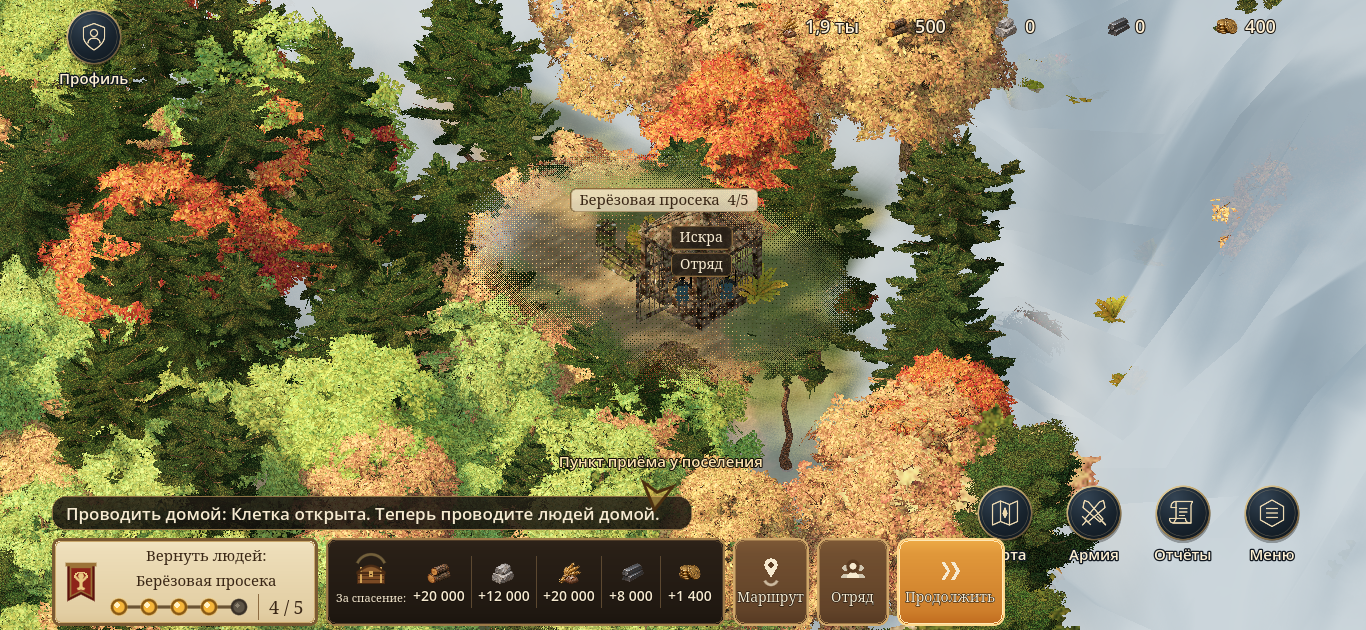 1,9 ты
500
0
0
400
Профиль
Берёзовая просека 4/5
Искра
Отряд
Пункт приёма у поселения
Проводить домой: Клетка открыта. Теперь проводите людей домой.
Армия
Отчёты
Меню
Вернуть людей:
Берёзовая просека
4 / 5
За спасение:
+20 000
+12 000
+20 000
+8 000
+1 400
Маршрут
Отряд
Продолжить